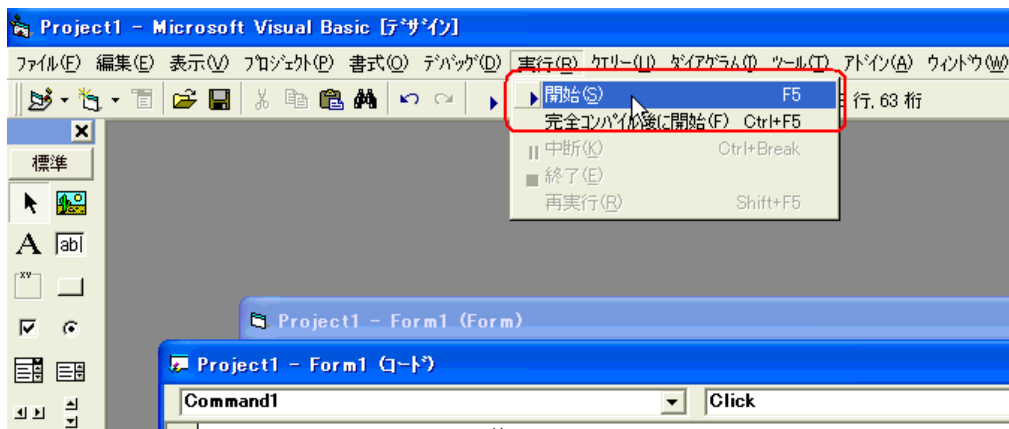 Project1 - Microsoft Visual Basic [ﾃﾞｻﾞｲﾝ]
ﾌｧｲﾙ(F) 編集(E) 表示(V) ﾌﾟﾛｼﾞｪｸﾄ(P) 書式(O) ﾃﾞﾊﾞｯｸﾞ(D) 実行(R) ｸｴﾘｰ(U) ﾀﾞｲｱｸﾞﾗﾑ(I) ﾂｰﾙ(T) ｱﾄﾞｲﾝ(A) ｳｨﾝﾄﾞｳ(W)
開始(S) F5
行, 63 桁
完全ｺﾝﾊﾟｲﾙ後に開始(F) Ctrl+F5
中断(K) Ctrl+Break
終了(E)
再実行(R) Shift+F5
標準
A ab
XY
Project1 - Form1 (Form)
Project1 - Form1 (ｺｰﾄﾞ)
Command1 Click